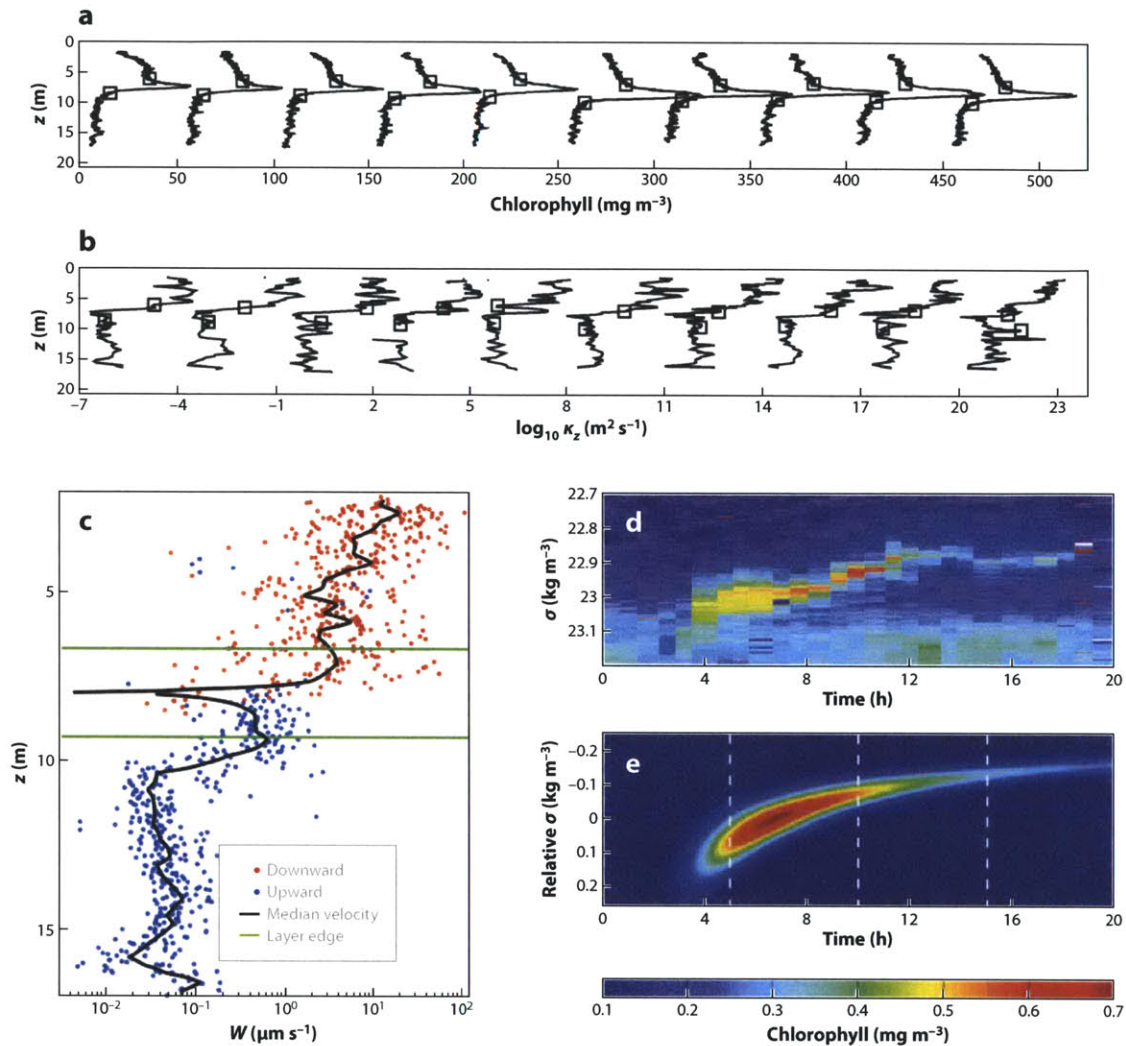 a
0
5
10
15
20
z (m)
0 50 100 150 200 250 300 350 400 450 500
Chlorophyll (mg m⁻³)
b
0
5
10
15
20
z (m)
−7 −4 −1 2 5 8 11 14 17 20 23
log₁₀ κz (m² s⁻¹)
c
5
10
15
z (m)
Downward
Upward
Median velocity
Layer edge
10⁻² 10⁻¹ 10⁰ 10¹ 10²
W (μm s⁻¹)
d
22.7
22.8
22.9
23
23.1
σ (kg m⁻³)
0 4 8 12 16 20
Time (h)
e
−0.2
−0.1
0
0.1
0.2
Relative σ (kg m⁻³)
0 4 8 12 16 20
Time (h)
0.1 0.2 0.3 0.4 0.5 0.6 0.7
Chlorophyll (mg m⁻³)